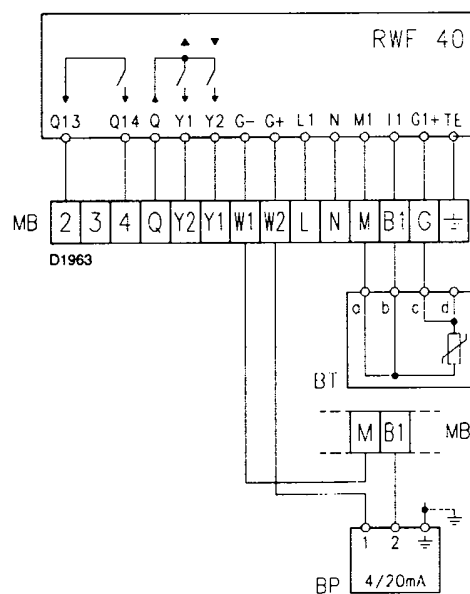 RWF 40
Q13 Q14 Q Y1 Y2 G- G+ L1 N M1 I1 G1+ TE
MB 2 3 4 Q Y2 Y1 W1 W2 L N M B1 G
D1963
a b c d
BT
M B1 MB
1 2
BP 4/20mA